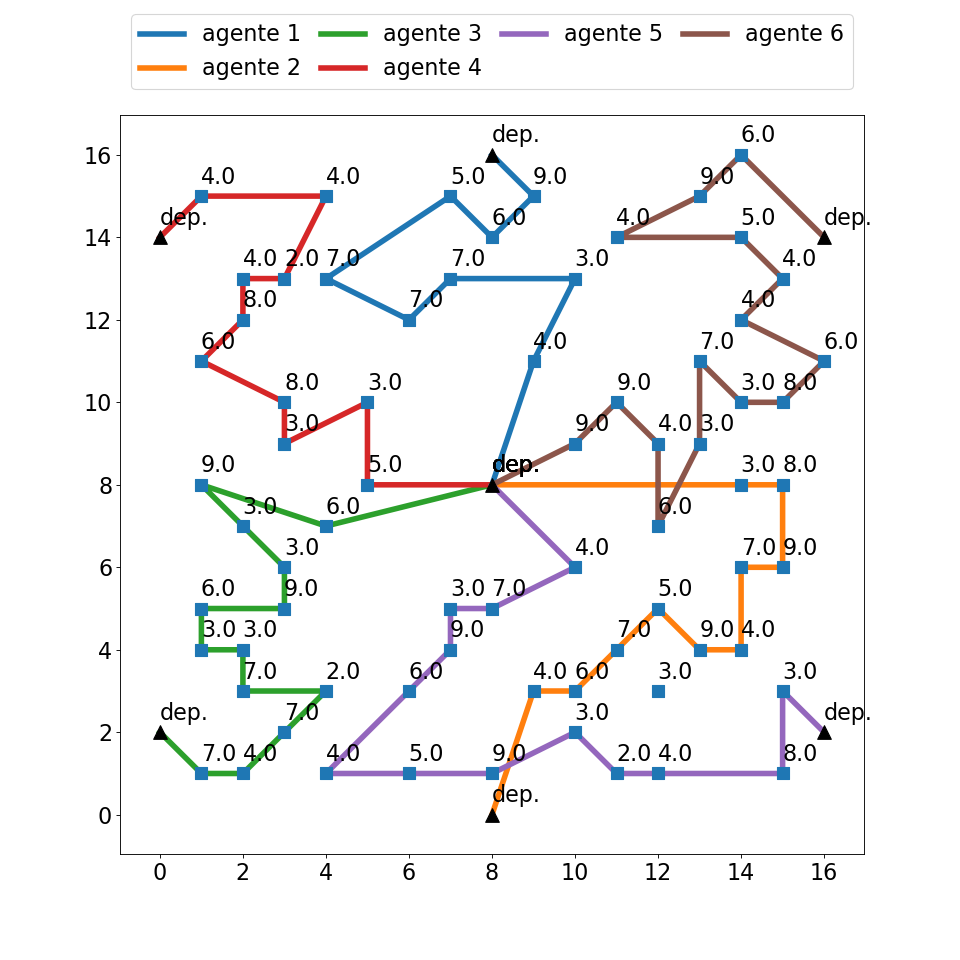 agente 1 agente 3 agente 5 agente 6
agente 2 agente 4
dep. 6.0
16
4.0 4.0 5.0 9.0 9.0
dep. 6.0 4.0 5.0 dep.
14
4.0 2.0 7.0 7.0 3.0 4.0
8.0 7.0 4.0
12
6.0 4.0 7.0 6.0
8.0 3.0 9.0 3.0 8.0
10
3.0 9.0 4.0 3.0
9.0 5.0 dep. 3.0 8.0
8
3.0 6.0 6.0
3.0 4.0 7.0 9.0
6
6.0 9.0 3.0 7.0 5.0
3.0 3.0 9.0 7.0 9.0 4.0
4
7.0 2.0 6.0 4.0 6.0 3.0 3.0
dep. 7.0 3.0 dep.
2
7.0 4.0 4.0 5.0 9.0 2.0 4.0 8.0
dep.
0
0 2 4 6 8 10 12 14 16